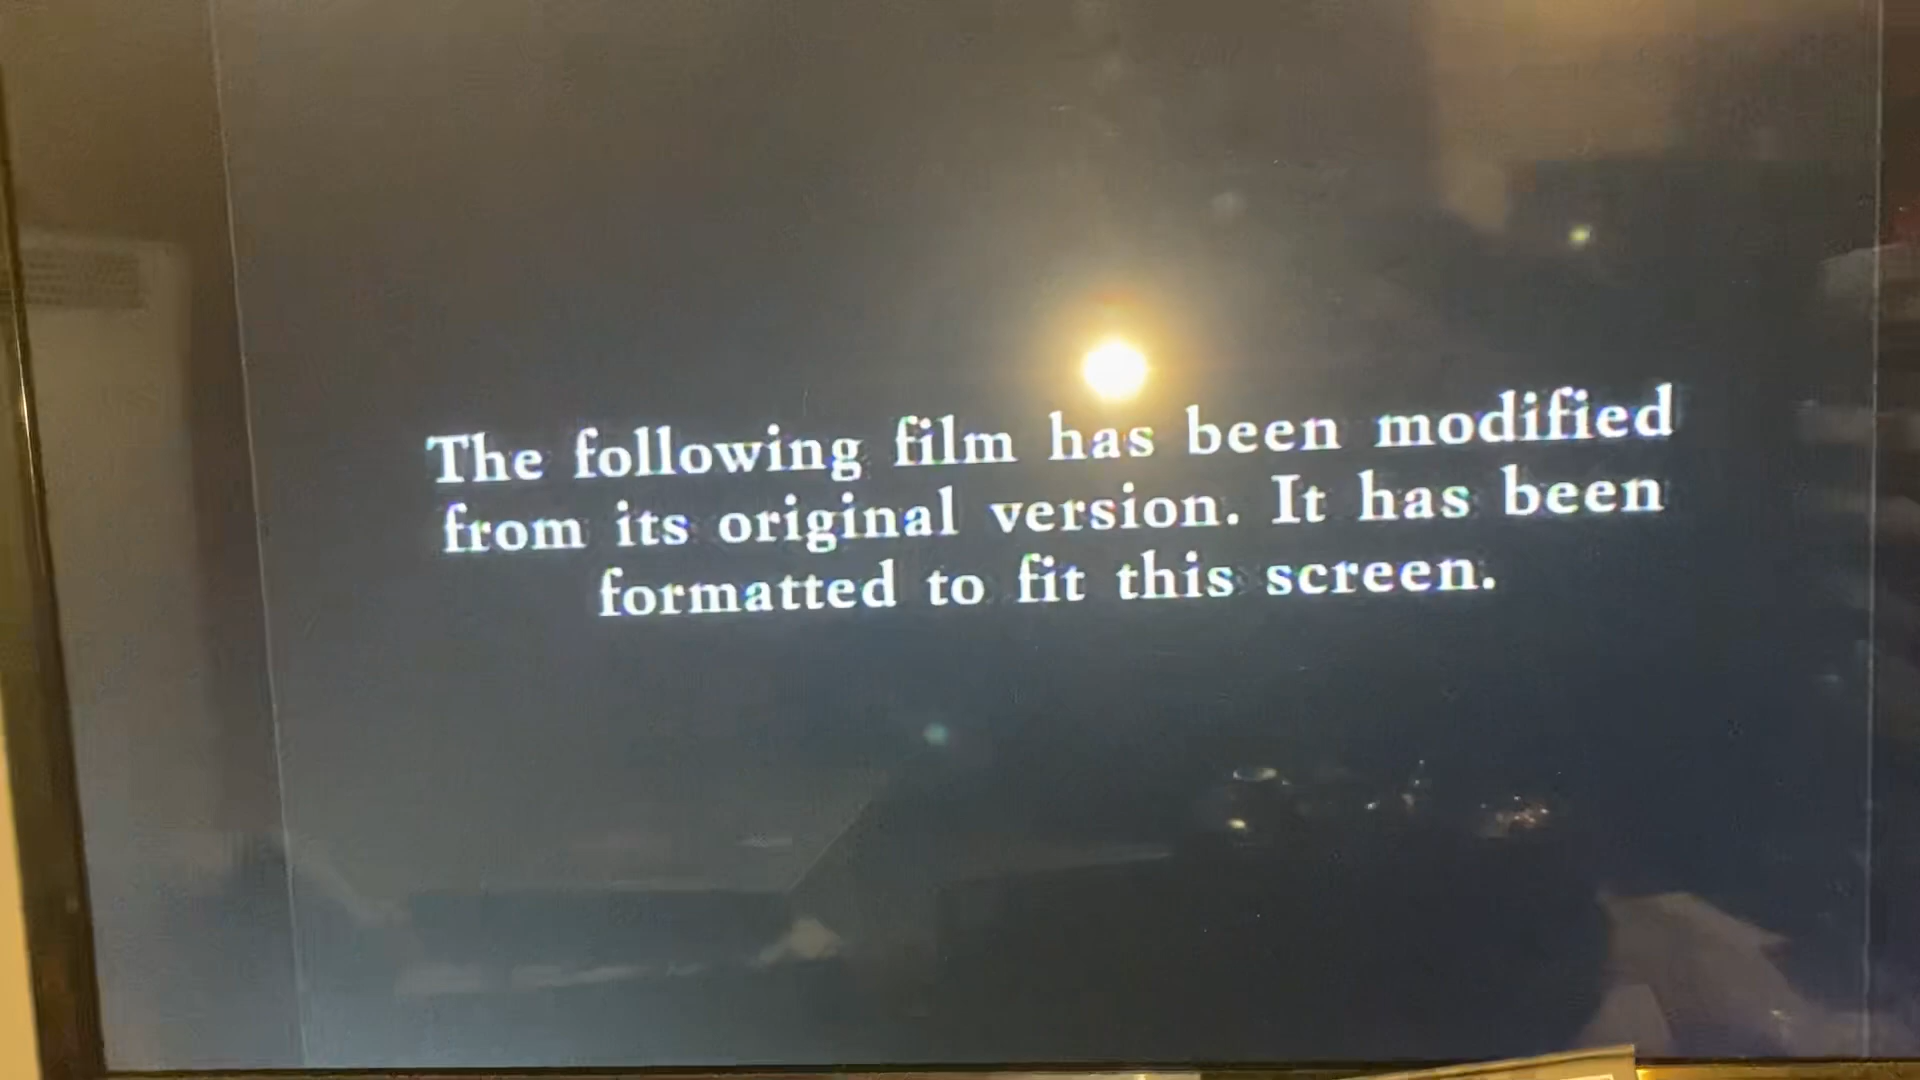 The following film has been modified
from its original version. It has been
formatted to fit this screen.